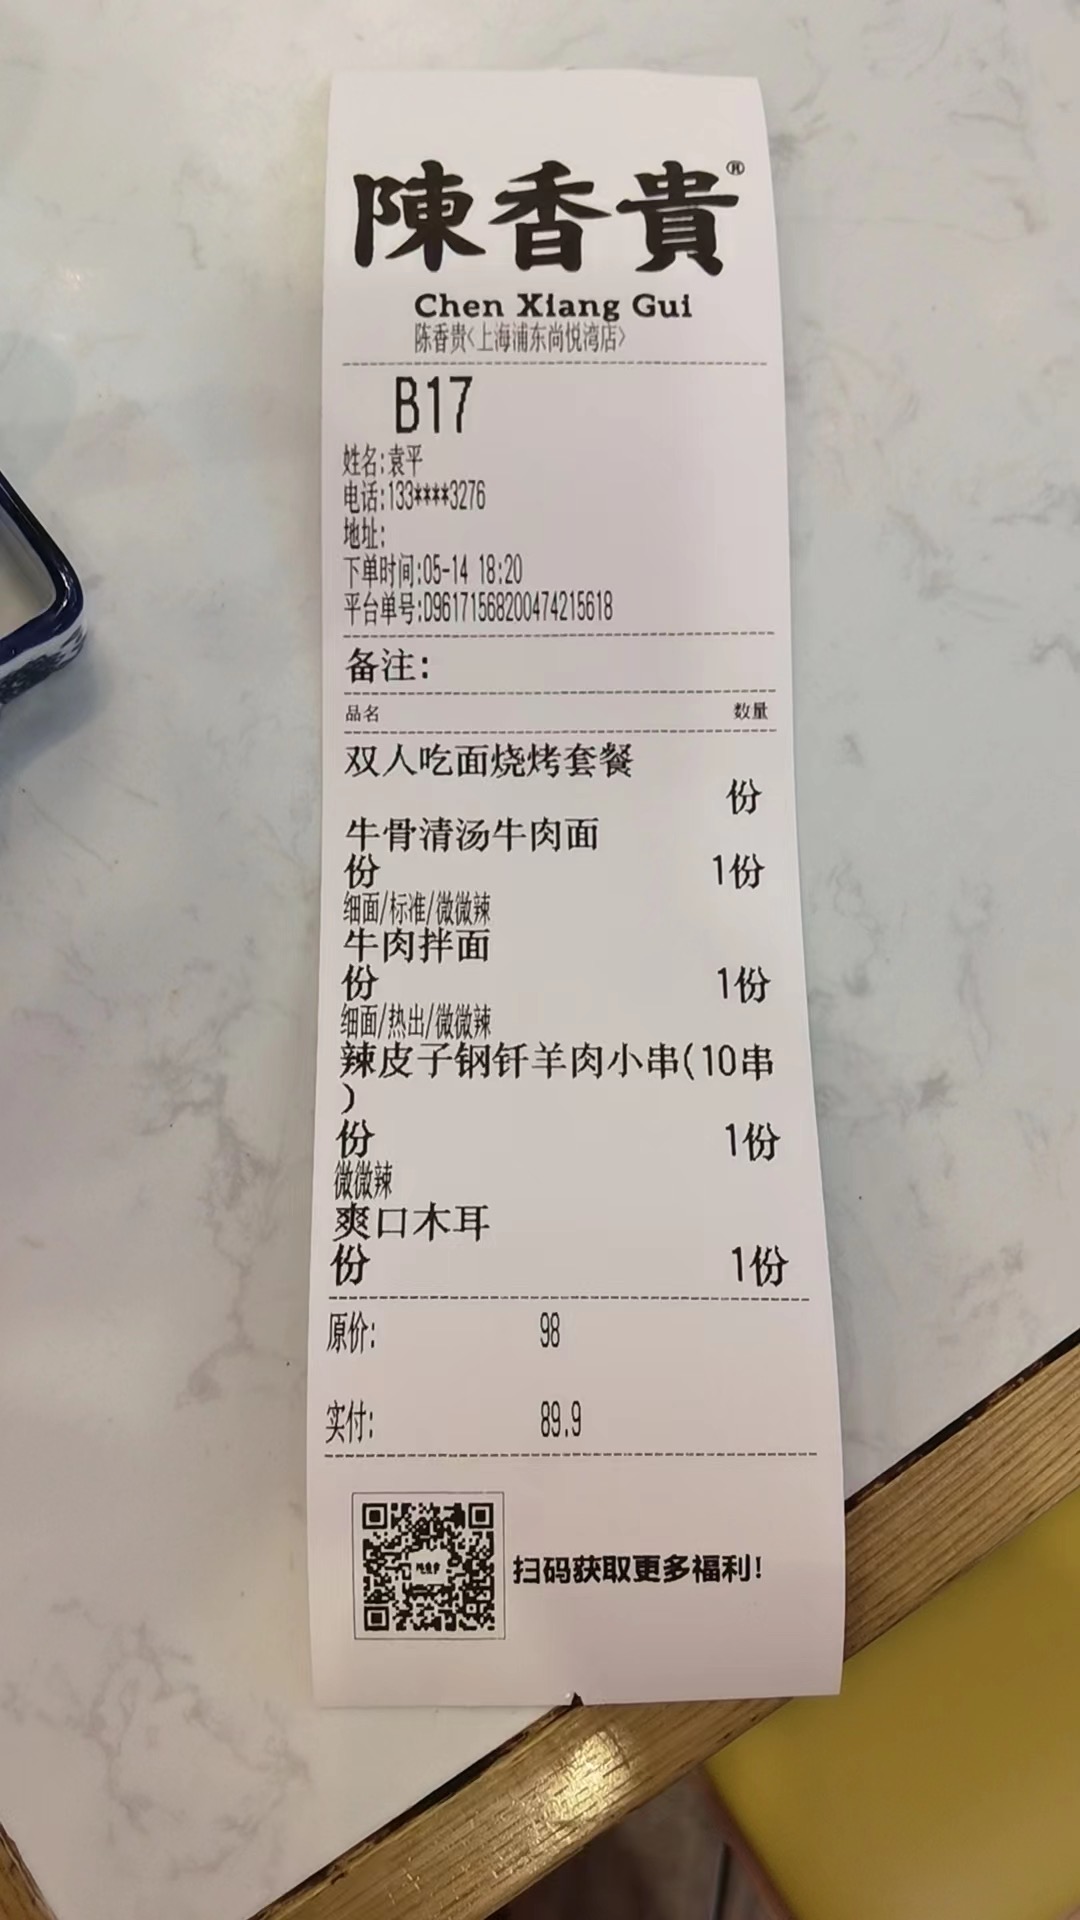 陳香貴®
Chen Xiang Gui
陈香贵<上海浦东尚悦湾店>
B17
姓名:袁平
电话:133****3276
地址:
下单时间:05-14 18:20
平台单号:D961715682004742156​18
备注:
品名 数量
双人吃面烧烤套餐
份
牛骨清汤牛肉面
份 1份
细面/标准/微微辣
牛肉拌面
份 1份
细面/热出/微微辣
辣皮子钢钎羊肉小串(10串
)
份 1份
微微辣
爽口木耳
份 1份
原价: 98
实付: 89.9
扫码获取更多福利!